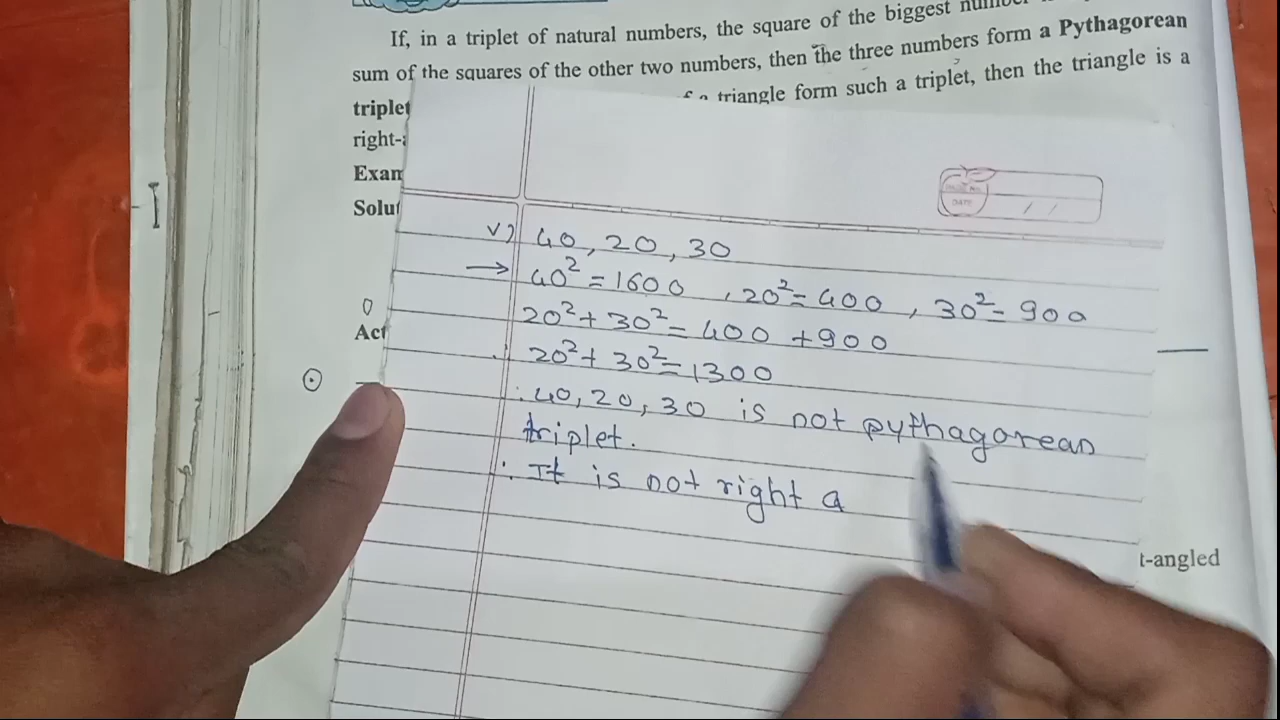 If, in a triplet of natural numbers, the square of the biggest
sum of the squares of the other two numbers, then the three numbers form a Pythagorean
triplet triangle form such a triplet, then the triangle is a
right-
DATE / /
v) 40, 20, 30
→ 40² = 1600 , 20² = 400 , 30² = 900
20² + 30² = 400 + 900
∴ 20² + 30² = 1300
∴ 40, 20, 30 is not pythagorean
triplet.
∴ It is not right a
t-angled